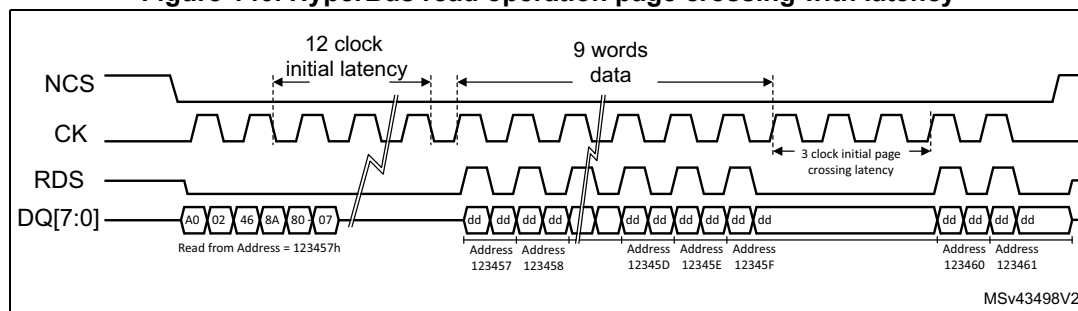 Figure 140. HyperBus read operation page crossing with latency
12 clock
initial latency
9 words
data
NCS
CK
3 clock initial page
crossing latency
RDS
DQ[7:0]
A0 02 46 8A 80 07 dd dd dd dd dd dd dd dd dd dd dd dd dd dd
Read from Address = 123457h
Address
123457
Address
123458
Address
12345D
Address
12345E
Address
12345F
Address
123460
Address
123461
MSv43498V2